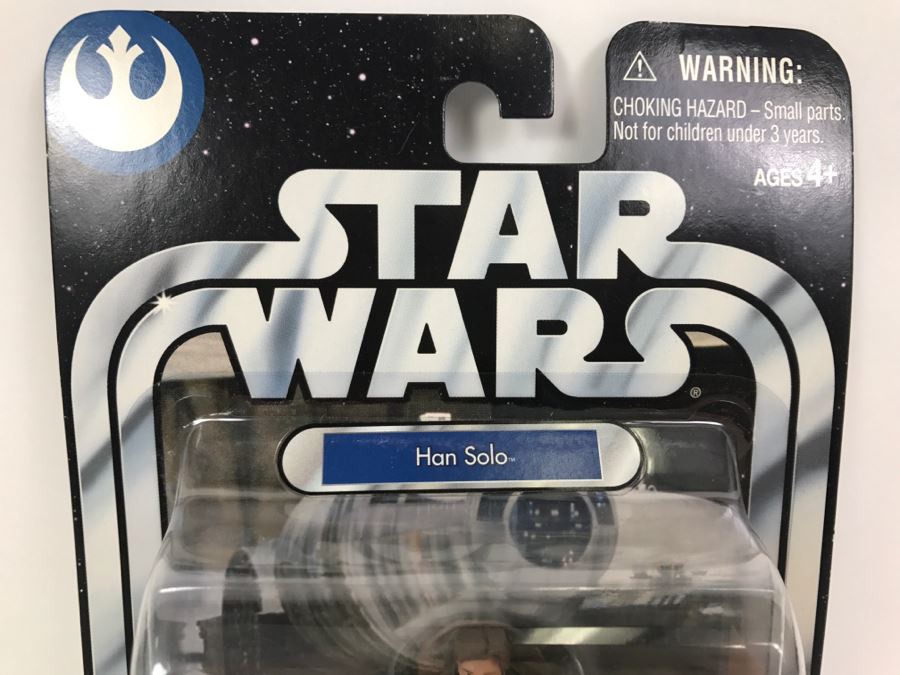 WARNING:
CHOKING HAZARD – Small parts.
Not for children under 3 years.
AGES 4+
STAR
WARS®
Han Solo™